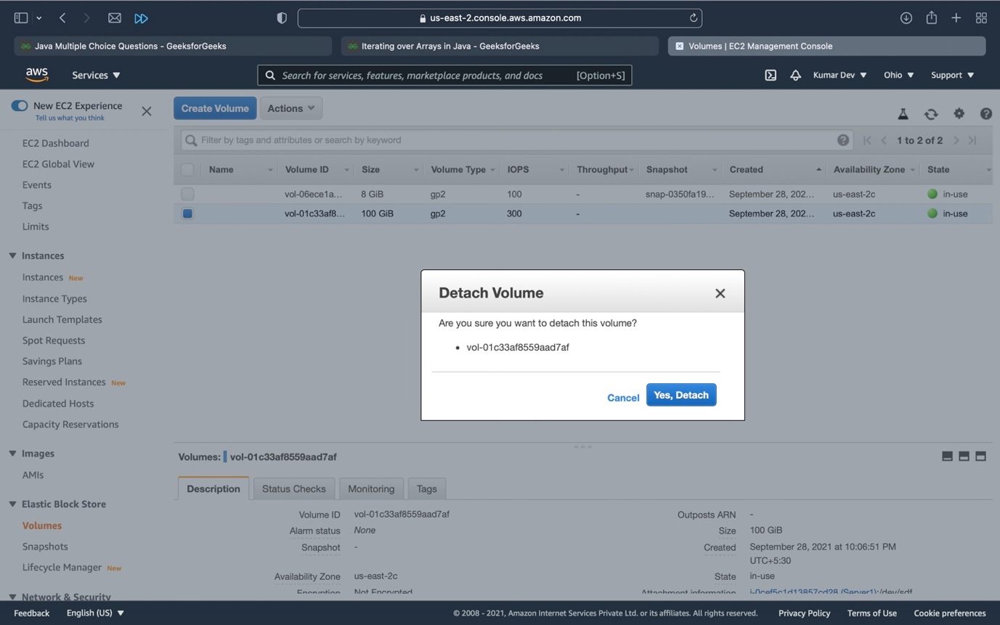 us-east-2.console.aws.amazon.com
Java Multiple Choice Questions - GeeksforGeeks
Iterating over Arrays in Java - GeeksforGeeks
Volumes | EC2 Management Console
aws
Services
Search for services, features, marketplace products, and docs [Option+S]
Kumar Dev
Ohio
Support
New EC2 Experience
Tell us what you think
EC2 Dashboard
EC2 Global View
Events
Tags
Limits
Instances
Instances New
Instance Types
Launch Templates
Spot Requests
Savings Plans
Reserved Instances New
Dedicated Hosts
Capacity Reservations
Images
AMIs
Elastic Block Store
Volumes
Snapshots
Lifecycle Manager New
Network & Security
Create Volume
Actions
Filter by tags and attributes or search by keyword
1 to 2 of 2
Name Volume ID Size Volume Type IOPS Throughput Snapshot Created Availability Zone State
vol-06ece1a... 8 GiB gp2 100 - snap-0350fa19... September 28, 202... us-east-2c in-use
vol-01c33af8... 100 GiB gp2 300 - September 28, 202... us-east-2c in-use
Detach Volume
Are you sure you want to detach this volume?
• vol-01c33af8559aad7af
Cancel
Yes, Detach
Volumes: vol-01c33af8559aad7af
Description
Status Checks
Monitoring
Tags
Volume ID vol-01c33af8559aad7af
Alarm status None
Snapshot -
Availability Zone us-east-2c
Encryption Not Encrypted
Outposts ARN -
Size 100 GiB
Created September 28, 2021 at 10:06:51 PM
UTC+5:30
State in-use
Attachment information i-0cef5c1d13857cd28 (Server1):/dev/sdf
Feedback
English (US)
© 2008 - 2021, Amazon Internet Services Private Ltd. or its affiliates. All rights reserved.
Privacy Policy
Terms of Use
Cookie preferences